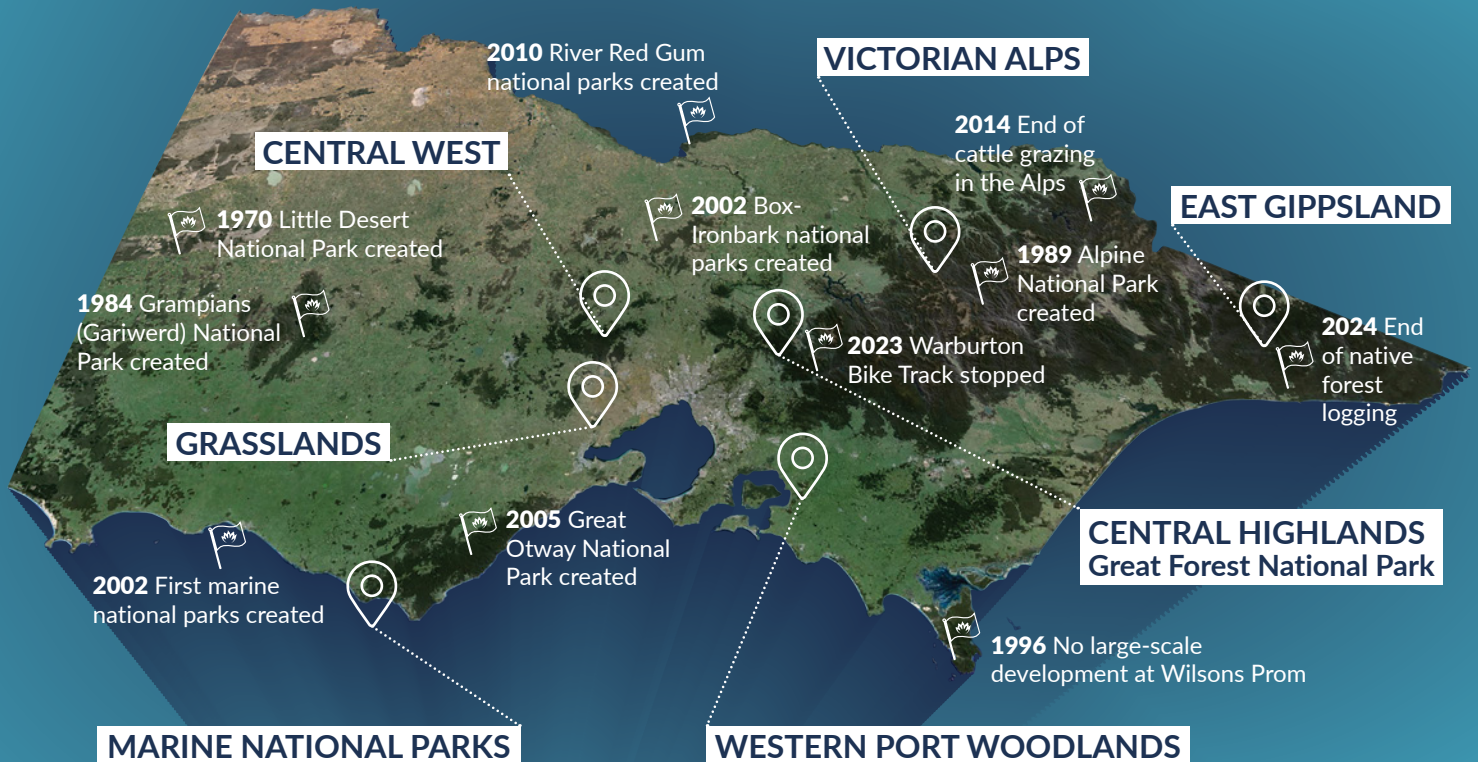 2010 River Red Gum
national parks created
VICTORIAN ALPS
2014 End of
cattle grazing
in the Alps
CENTRAL WEST
EAST GIPPSLAND
1970 Little Desert
National Park created
2002 Box-
Ironbark national
parks created
1989 Alpine
National Park
created
1984 Grampians
(Gariwerd) National
Park created
2023 Warburton
Bike Track stopped
2024 End
of native
forest
logging
GRASSLANDS
2005 Great
Otway National
Park created
CENTRAL HIGHLANDS
Great Forest National Park
2002 First marine
national parks created
1996 No large-scale
development at Wilsons Prom
MARINE NATIONAL PARKS
WESTERN PORT WOODLANDS